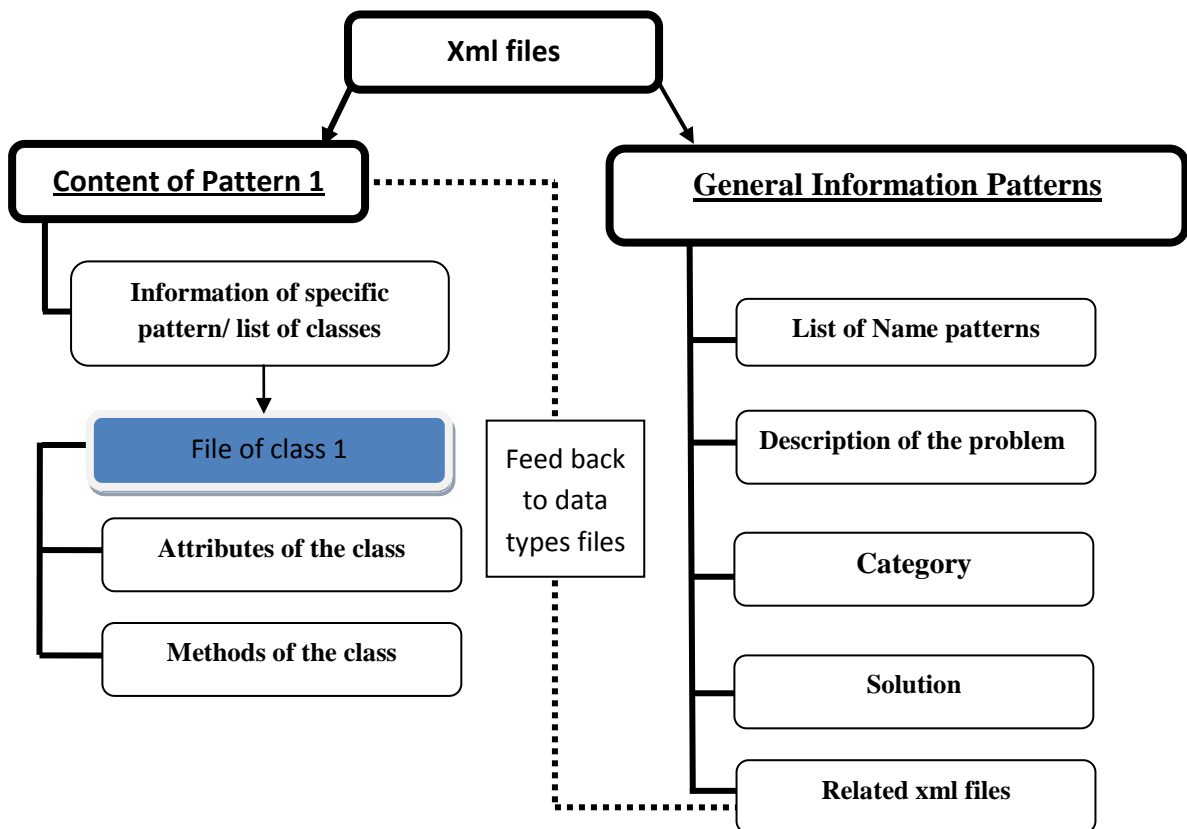 Xml files
Content of Pattern 1
General Information Patterns
Information of specific
pattern/ list of classes
List of Name patterns
File of class 1
Description of the problem
Feed back
to data
types files
Attributes of the class
Category
Methods of the class
Solution
Related xml files